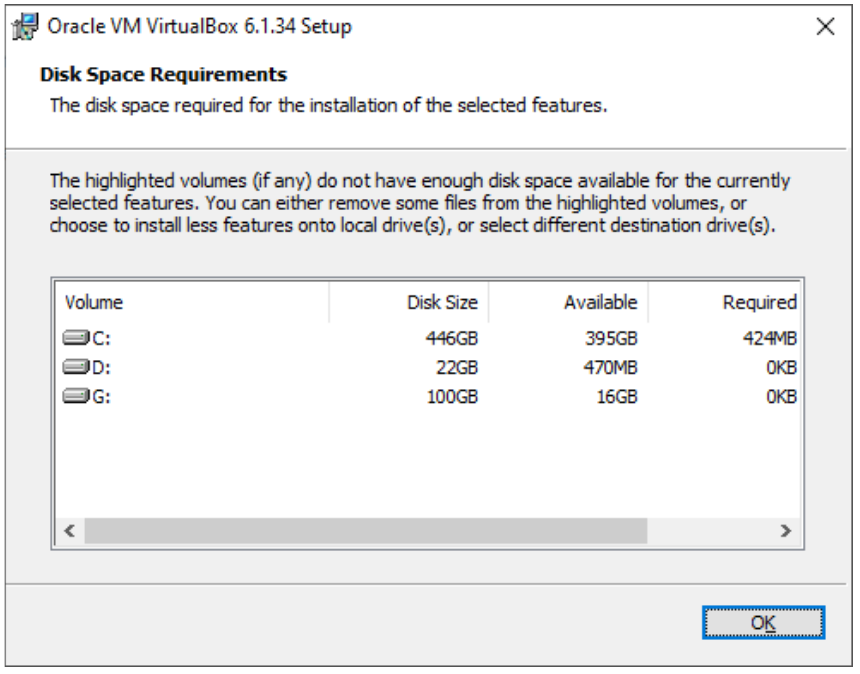 Oracle VM VirtualBox 6.1.34 Setup
Disk Space Requirements
The disk space required for the installation of the selected features.
The highlighted volumes (if any) do not have enough disk space available for the currently
selected features. You can either remove some files from the highlighted volumes, or
choose to install less features onto local drive(s), or select different destination drive(s).
Volume Disk Size Available Required
C: 446GB 395GB 424MB
D: 22GB 470MB 0KB
G: 100GB 16GB 0KB
OK